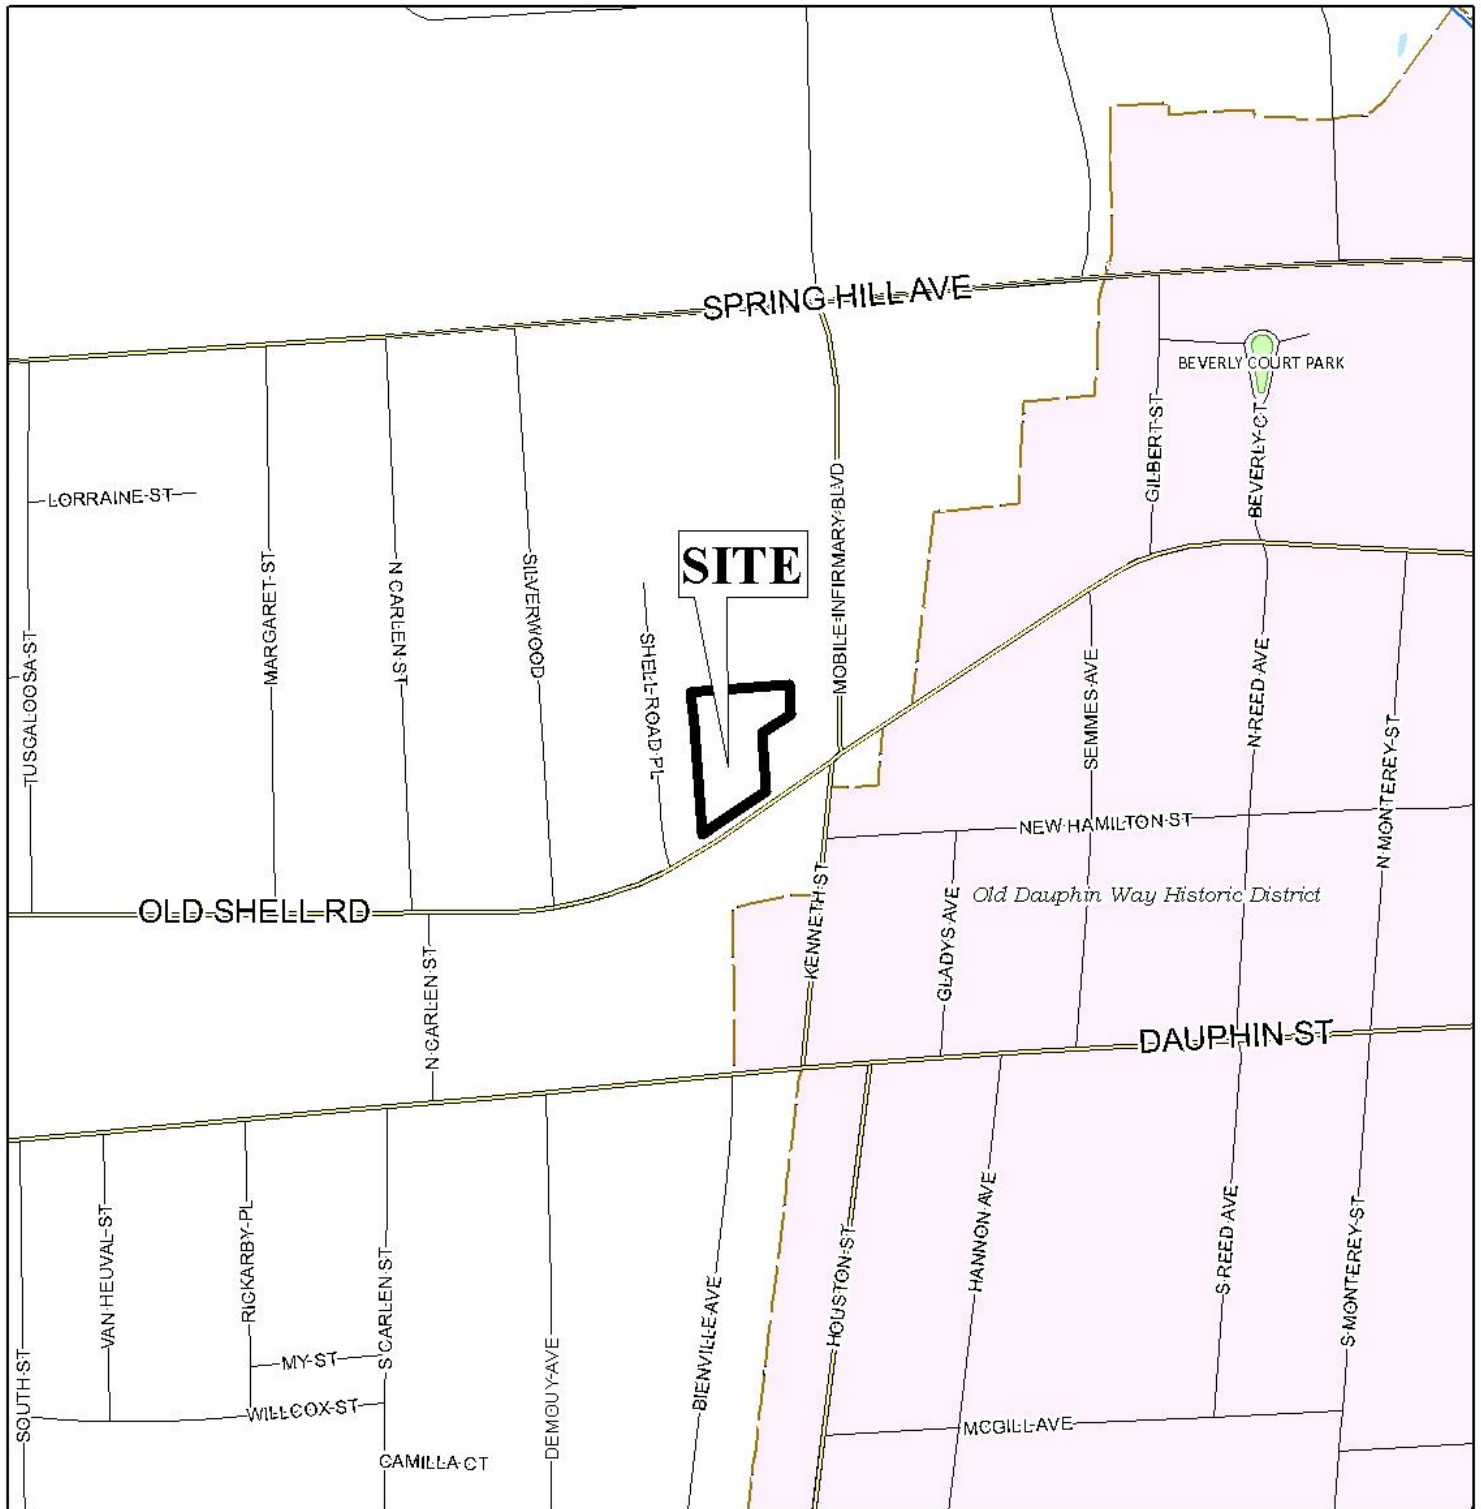 SPRING HILL AVE
BEVERLY COURT PARK
LORRAINE ST
TUSCALOOSA ST
MARGARET ST
N CARLEN ST
SILVERWOOD
SHELL ROAD PL
SITE
MOBILE INFIRMARY BLVD
GILBERT ST
BEVERLY CT
SEMMES AVE
N REED AVE
N MONTEREY ST
NEW HAMILTON ST
OLD SHELL RD
Old Dauphin Way Historic District
N CARLEN ST
KENNETH ST
GLADYS AVE
DAUPHIN ST
SOUTH ST
VAN HEUVAL ST
RICKARBY PL
S CARLEN ST
MY ST
WILLCOX ST
CAMILLA CT
DEMOUY AVE
BIENVILLE AVE
HOUSTON ST
HANNON AVE
S REED AVE
S MONTEREY ST
MCGILL AVE